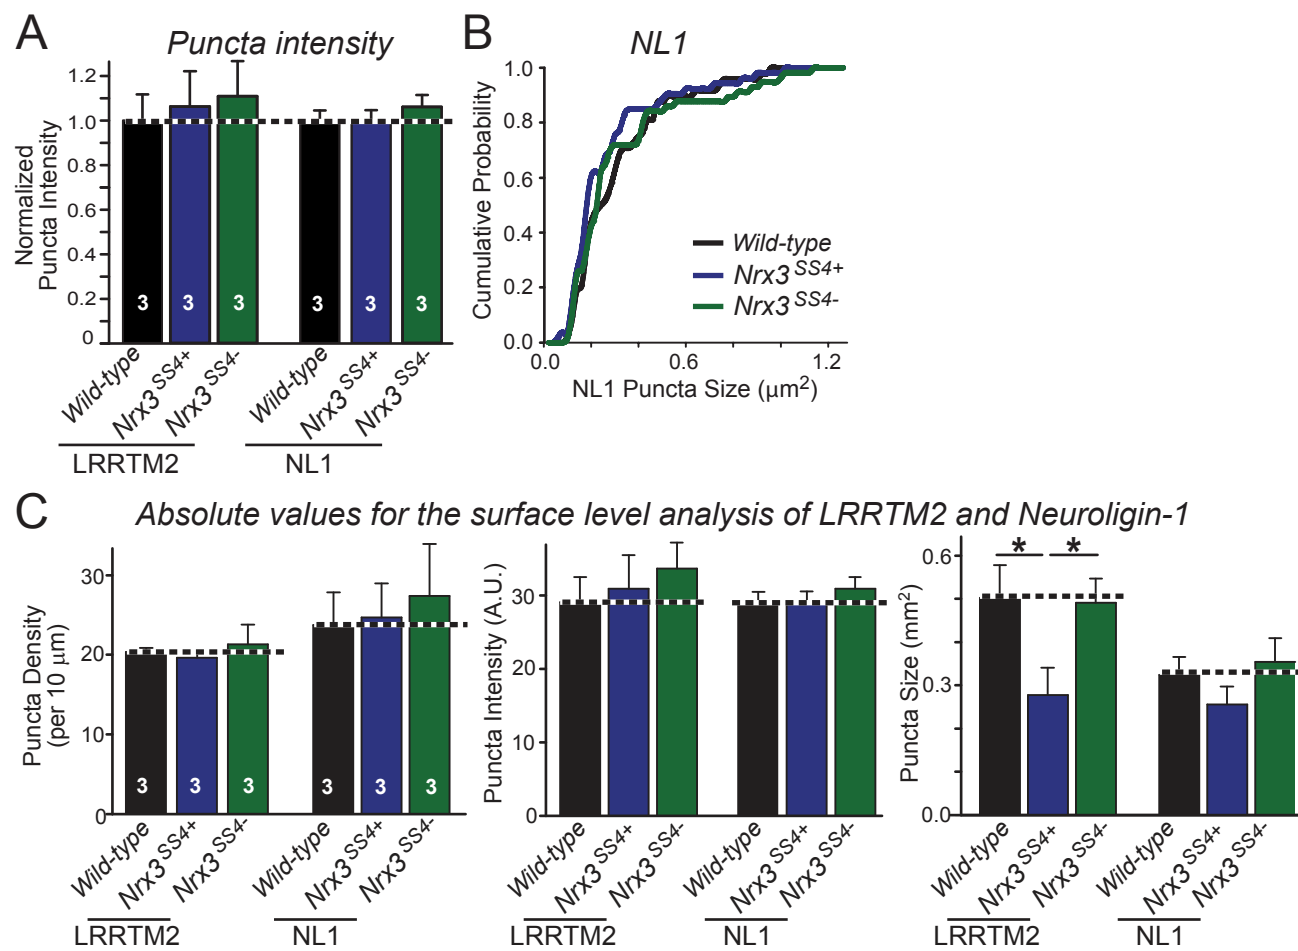 A
Puncta intensity
Normalized
Puncta Intensity
1.2
1.0
0.8
0.6
0.4
0.2
0
3 3 3 3 3 3
Wild-type Nrx3 SS4+ Nrx3 SS4- Wild-type Nrx3 SS4+ Nrx3 SS4-
LRRTM2 NL1
B
NL1
Cumulative Probability
1.0
0.8
0.6
0.4
0.2
0.0
0.0 0.6 1.2
NL1 Puncta Size (µm2)
Wild-type
Nrx3 SS4+
Nrx3 SS4-
C
Absolute values for the surface level analysis of LRRTM2 and Neuroligin-1
Puncta Density
(per 10 µm)
30
20
10
0
3 3 3 3 3 3
Wild-type Nrx3 SS4+ Nrx3 SS4- Wild-type Nrx3 SS4+ Nrx3 SS4-
LRRTM2 NL1
Puncta Intensity (A.U.)
30
20
10
0
Wild-type Nrx3 SS4+ Nrx3 SS4- Wild-type Nrx3 SS4+ Nrx3 SS4-
LRRTM2 NL1
Puncta Size (mm2)
0.6
0.3
0.0
* *
Wild-type Nrx3 SS4+ Nrx3 SS4- Wild-type Nrx3 SS4+ Nrx3 SS4-
LRRTM2 NL1